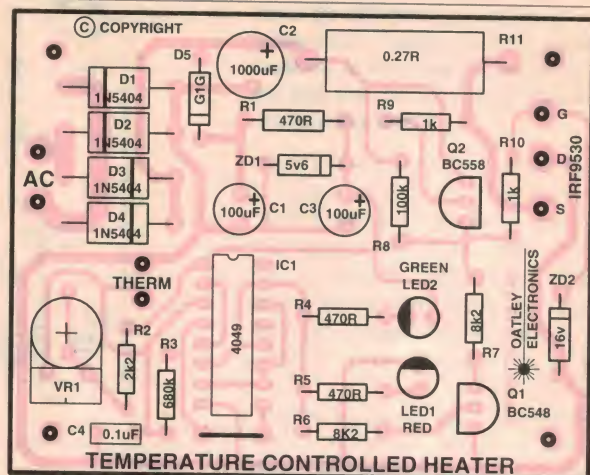 © COPYRIGHT
C2
+
1000uF
D5
G1G
0.27R
R11
D1
1N5404
D2
1N5404
D3
1N5404
D4
1N5404
AC
R1
470R
R9
1k
ZD1
5v6
Q2
BC558
R10
1k
G
D
S
IRF9530
+
100uF
C1
C3
+
100uF
100k
R8
THERM
IC1
4049
GREEN
LED2
R4
470R
8k2
R7
OATLEY
ELECTRONICS
ZD2
16v
VR1
R2
2k2
R3
680k
R5
470R
LED1
RED
Q1
BC548
R6
8K2
C4
0.1uF
TEMPERATURE CONTROLLED HEATER